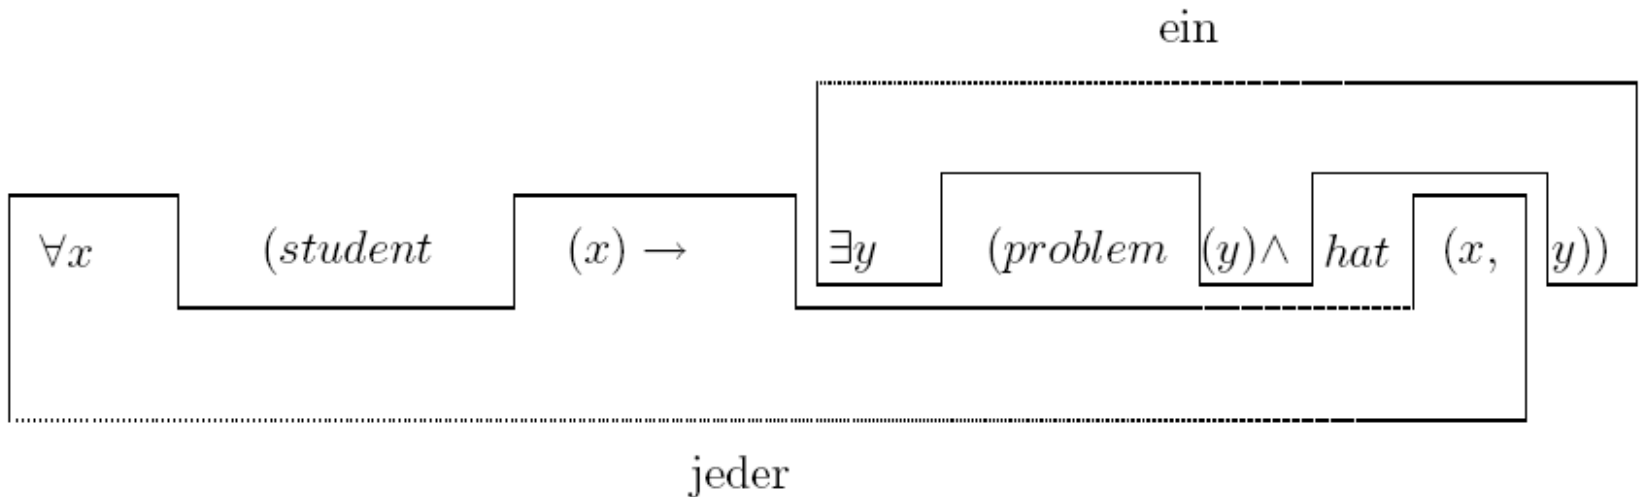 ein
∀x (student (x) → ∃y (problem (y)∧ hat (x, y))
jeder